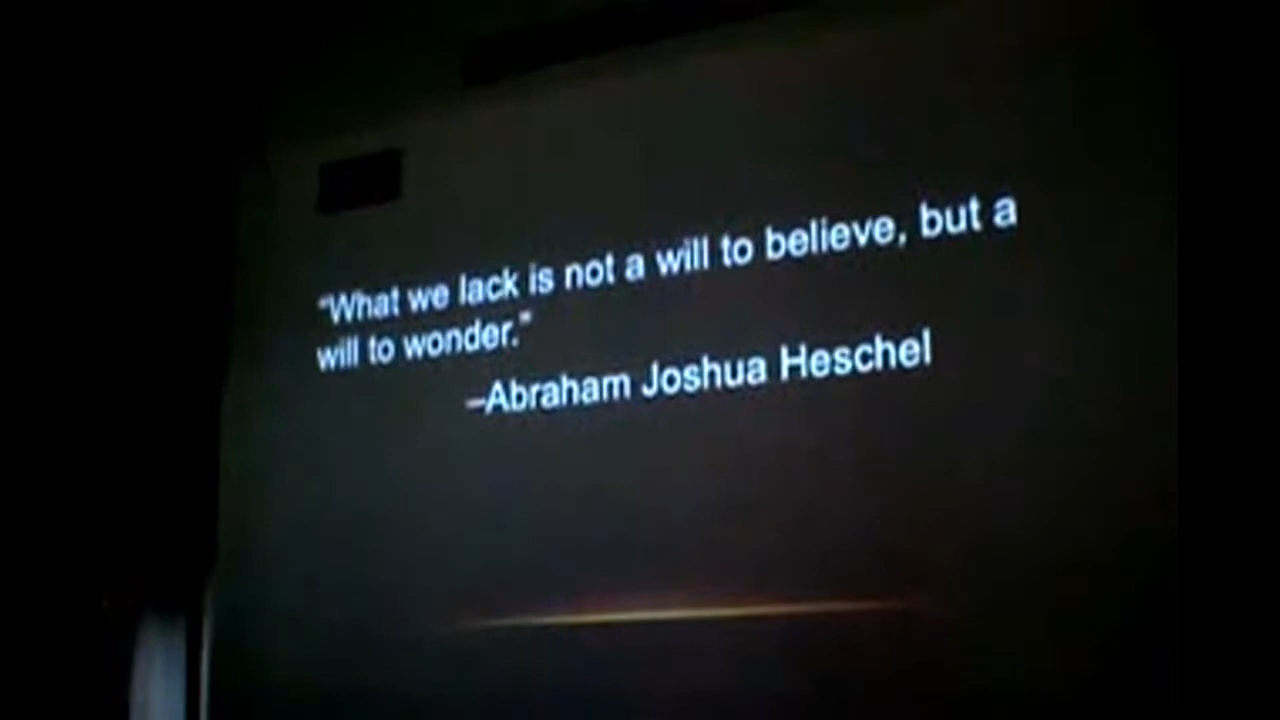 “What we lack is not a will to believe, but a
will to wonder.”
–Abraham Joshua Heschel